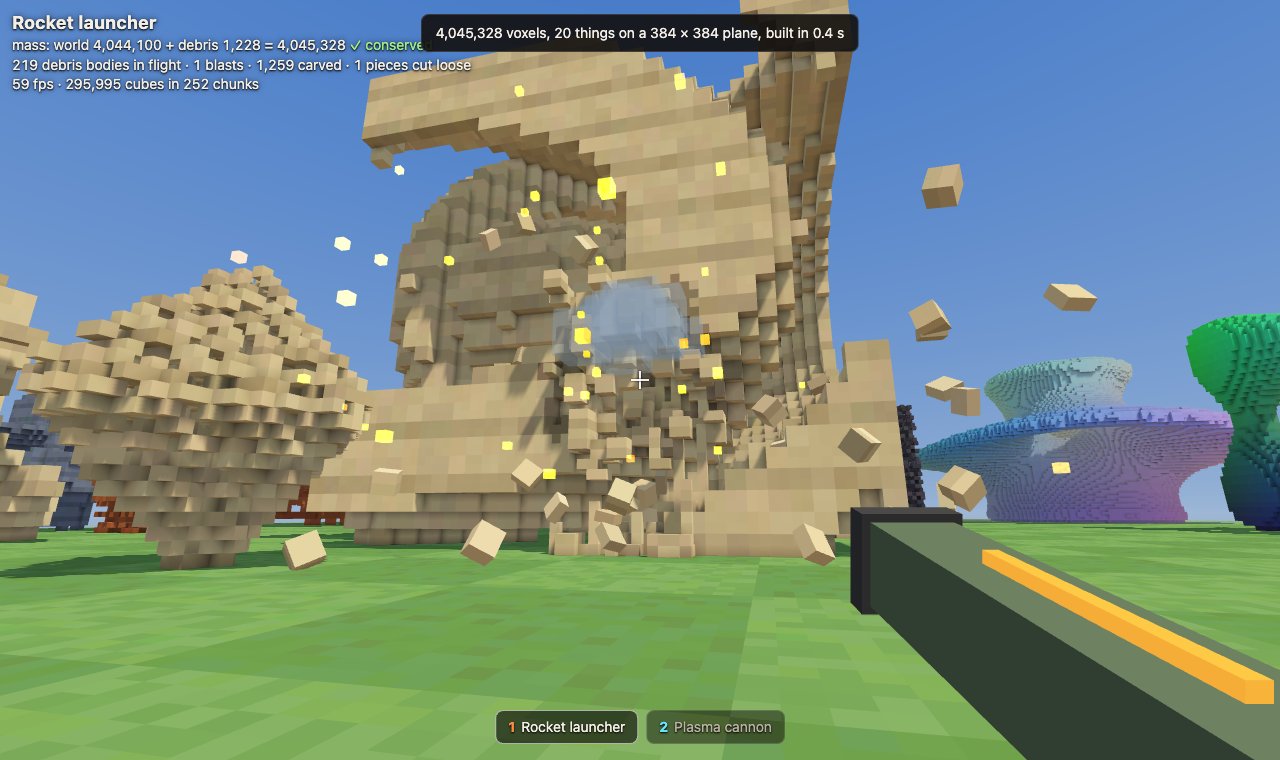 Rocket launcher
mass: world 4,044,100 + debris 1,228 = 4,045,328 ✓ conserved
4,045,328 voxels, 20 things on a 384 × 384 plane, built in 0.4 s
219 debris bodies in flight · 1 blasts · 1,259 carved · 1 pieces cut loose
59 fps · 295,995 cubes in 252 chunks
1 Rocket launcher
2 Plasma cannon